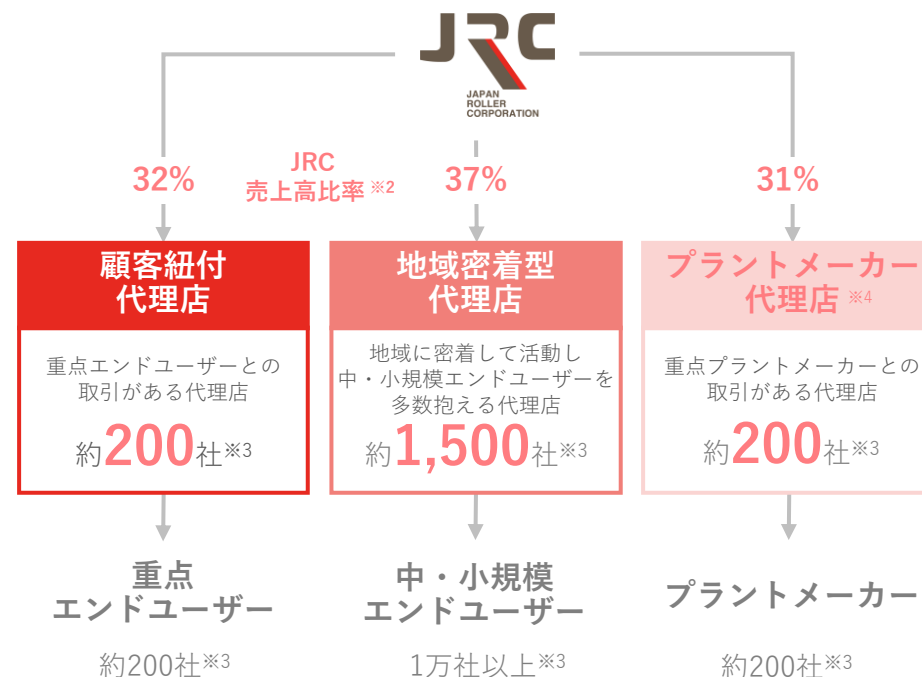 JRC
JAPAN
ROLLER
CORPORATION
JRC
売上高比率 ※2
32%
37%
31%
顧客紐付
代理店
重点エンドユーザーとの
取引がある代理店
約200社※3
重点
エンドユーザー
約200社※3
地域密着型
代理店
地域に密着して活動し
中・小規模エンドユーザーを
多数抱える代理店
約1,500社※3
中・小規模
エンドユーザー
1万社以上※3
プラントメーカー
代理店 ※4
重点プラントメーカーとの
取引がある代理店
約200社※3
プラントメーカー
約200社※3